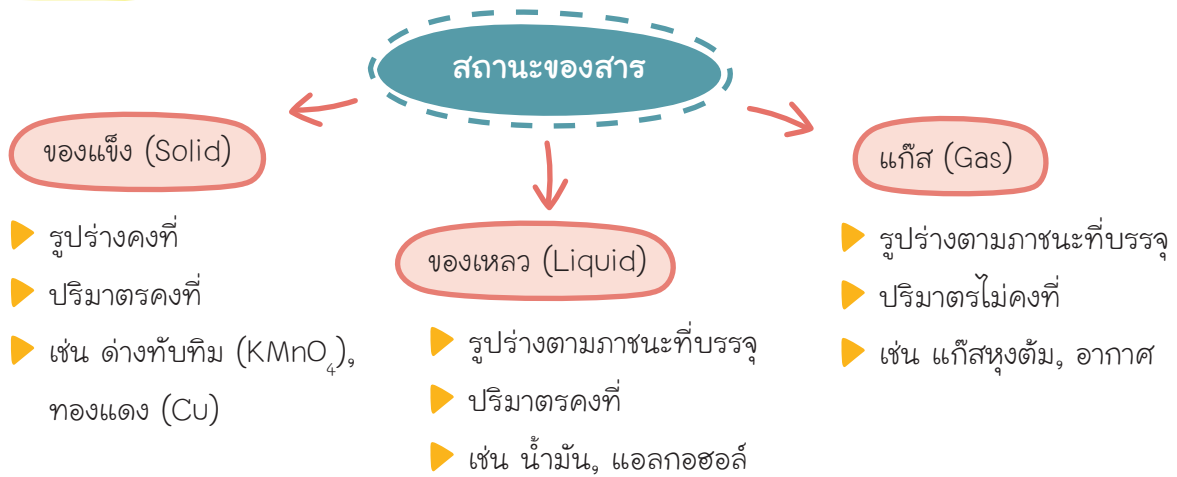 สถานะของสาร
ของแข็ง (Solid)
รูปร่างคงที่
ปริมาตรคงที่
เช่น ด่างทับทิม (KMnO₄),
ทองแดง (Cu)
ของเหลว (Liquid)
รูปร่างตามภาชนะที่บรรจุ
ปริมาตรคงที่
เช่น น้ำมัน, แอลกอฮอล์
แก๊ส (Gas)
รูปร่างตามภาชนะที่บรรจุ
ปริมาตรไม่คงที่
เช่น แก๊สหุงต้ม, อากาศ